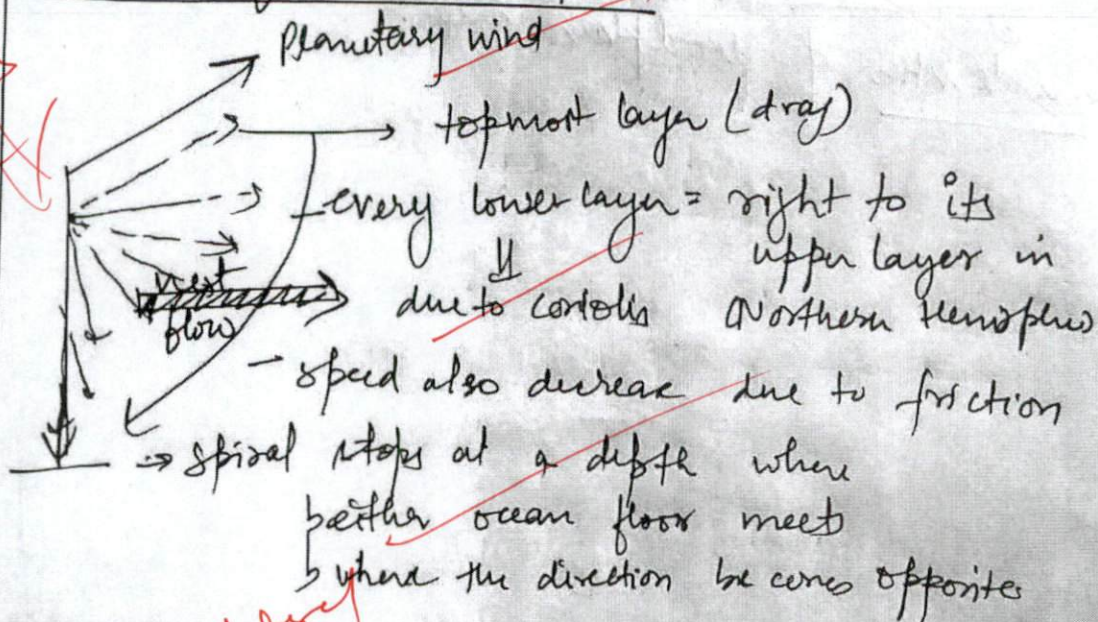 Planetary wind
topmost layer (drag)
- every lower layer = right to its
upper layer in
due to coriolis Northern Hemisphere
net
flow
- speed also decrease due to friction
→ spiral stops at a depth where
either ocean floor meets
where the direction becomes opposite